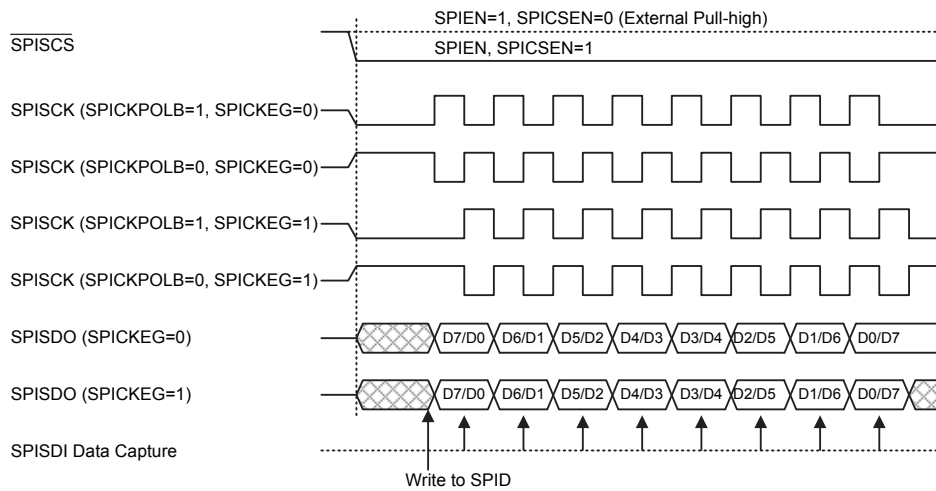 SPIEN=1, SPICSEN=0 (External Pull-high)
SPISCS
SPIEN, SPICSEN=1
SPISCK (SPICKPOLB=1, SPICKEG=0)
SPISCK (SPICKPOLB=0, SPICKEG=0)
SPISCK (SPICKPOLB=1, SPICKEG=1)
SPISCK (SPICKPOLB=0, SPICKEG=1)
SPISDO (SPICKEG=0) D7/D0 D6/D1 D5/D2 D4/D3 D3/D4 D2/D5 D1/D6 D0/D7
SPISDO (SPICKEG=1) D7/D0 D6/D1 D5/D2 D4/D3 D3/D4 D2/D5 D1/D6 D0/D7
SPISDI Data Capture
Write to SPID